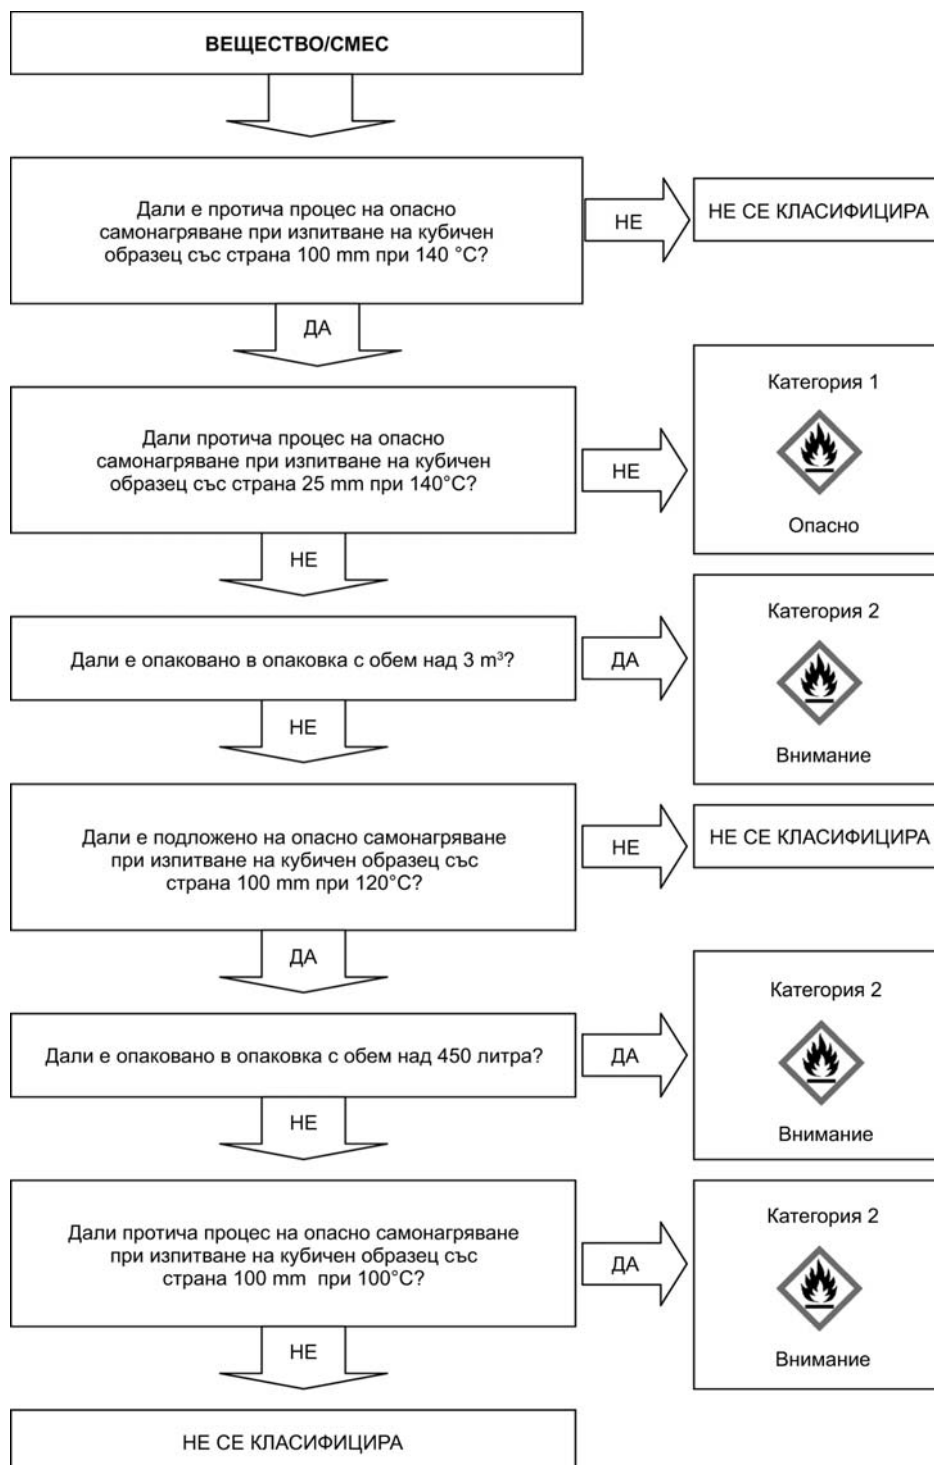 ВЕЩЕСТВО/СМЕС
Дали е протича процес на опасно
самонагряване при изпитване на кубичен
образец със страна 100 mm при 140 °C?
НЕ
НЕ СЕ КЛАСИФИЦИРА
ДА
Дали протича процес на опасно
самонагряване при изпитване на кубичен
образец със страна 25 mm при 140°C?
НЕ
Категория 1
Опасно
НЕ
Дали е опаковано в опаковка с обем над 3 m³?
ДА
Категория 2
Внимание
НЕ
Дали е подложено на опасно самонагряване
при изпитване на кубичен образец със
страна 100 mm при 120°C?
НЕ
НЕ СЕ КЛАСИФИЦИРА
ДА
Дали е опаковано в опаковка с обем над 450 литра?
ДА
Категория 2
Внимание
НЕ
Дали протича процес на опасно самонагряване
при изпитване на кубичен образец със
страна 100 mm при 100°C?
ДА
Категория 2
Внимание
НЕ
НЕ СЕ КЛАСИФИЦИРА